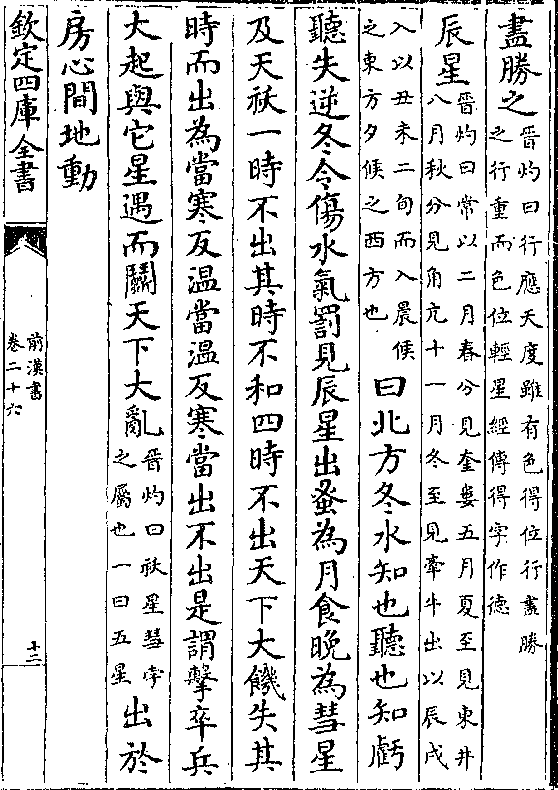 盡勝之
晉灼曰行應天度雖有色得位行盡勝
之行重而色位輕星經傳得字作德
辰星
晉灼曰常以二月春分見奎婁五月夏至見東井
八月秋分見角亢十一月冬至見牽牛出以辰戌
入以丑未二旬而入晨候
之東方夕候之西方也
曰北方冬水知也聽也知虧
聽失逆冬令傷水氣罰見辰星出蚤為月食晚為彗星
及天祅一時不出其時不和四時不出天下大饑失其
時而出為當寒反温當温反寒當出不出是謂擊卒兵
大起與它星遇而鬭天下大亂
晉灼曰祅星彗孛
之屬也一曰五星
出於
房心間地動
欽定四庫全書
前漢書
卷二十六
十二